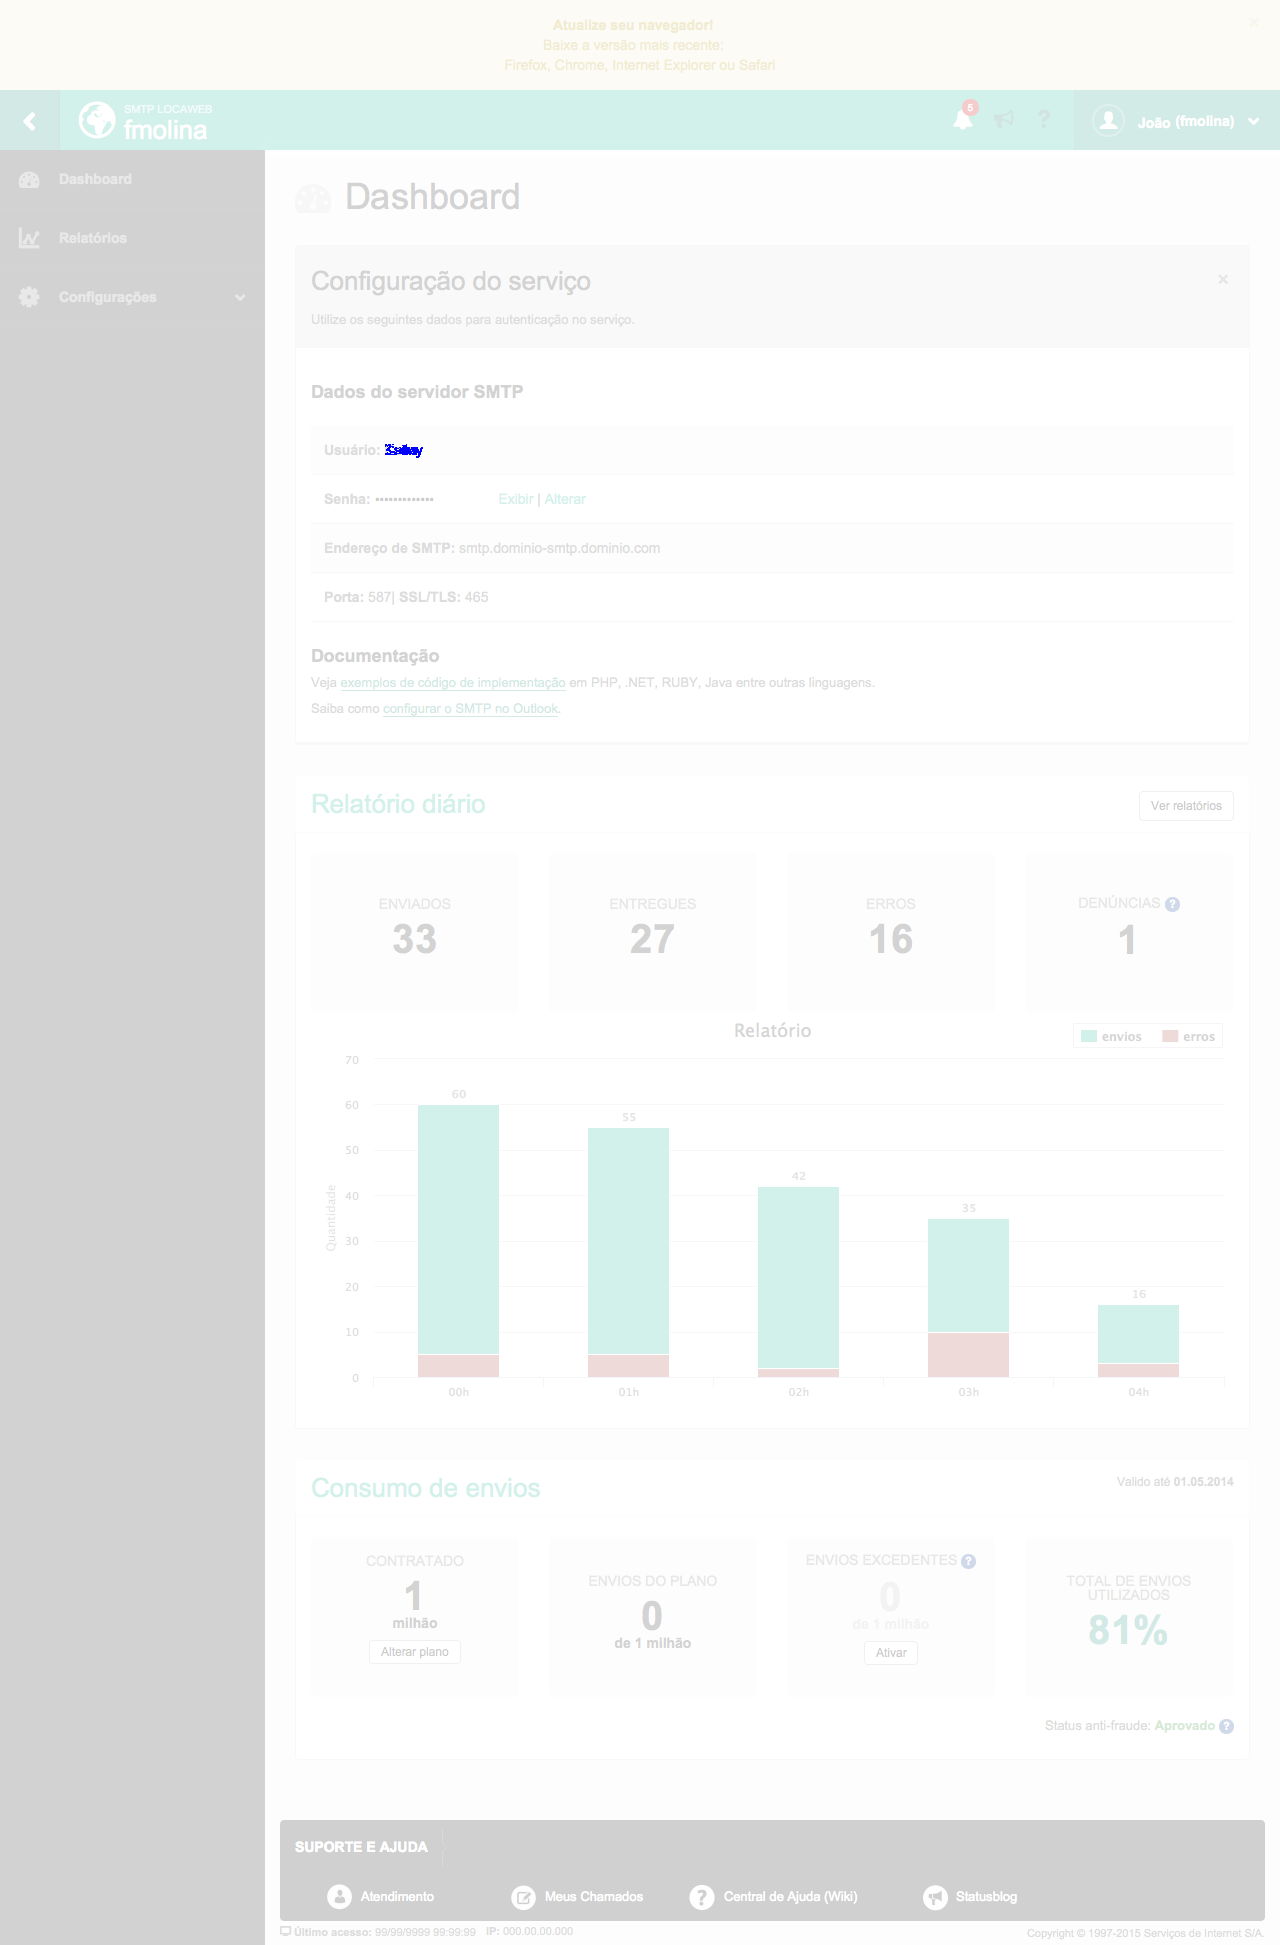 Atualize seu navegador!
Baixe a versão mais recente:
Firefox, Chrome, Internet Explorer ou Safari
SMTP LOCAWEB
fmolina
5
João (fmolina)
Dashboard
Relatórios
Configurações
Dashboard
Configuração do serviço
Utilize os seguintes dados para autenticação no serviço.
Dados do servidor SMTP
Usuário:
Senha: •••••••••••••
Exibir | Alterar
Endereço de SMTP: smtp.dominio-smtp.dominio.com
Porta: 587| SSL/TLS: 465
Documentação
Veja exemplos de código de implementação em PHP, .NET, RUBY, Java entre outras linguagens.
Saiba como configurar o SMTP no Outlook.
Relatório diário
Ver relatórios
ENVIADOS
33
ENTREGUES
27
ERROS
16
DENÚNCIAS ?
1
Relatório
envios erros
Quantidade
70
60
50
40
30
20
10
0
60
55
42
35
16
00h 01h 02h 03h 04h
Consumo de envios
Valido até 01.05.2014
CONTRATADO
1
milhão
Alterar plano
ENVIOS DO PLANO
0
de 1 milhão
ENVIOS EXCEDENTES ?
0
de 1 milhão
Ativar
TOTAL DE ENVIOS
UTILIZADOS
81%
Status anti-fraude: Aprovado ?
SUPORTE E AJUDA
Atendimento
Meus Chamados
Central de Ajuda (Wiki)
Statusblog
Último acesso: 99/99/9999 99:99:99 IP: 000.00.00.000
Copyright © 1997-2015 Serviços de Internet S/A.